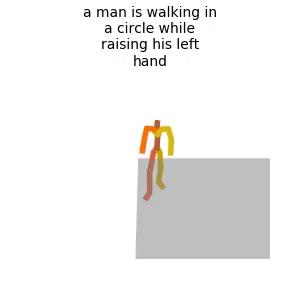 a man is walking in
a circle while
raising his left
hand